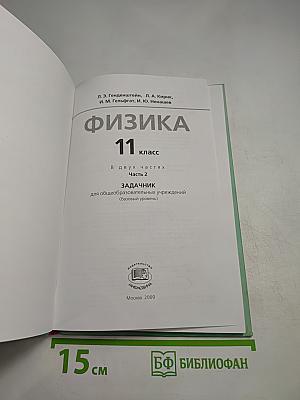 Л. Э. Генденштейн, Л. А. Кирик,
И. М. Гельфгат, И. Ю. Ненашев
ФИЗИКА
11 класс
В двух частях
Часть 2
ЗАДАЧНИК
для общеобразовательных учреждений
(базовый уровень)
Москва 2009
15 см
БФ БИБЛИОФАН